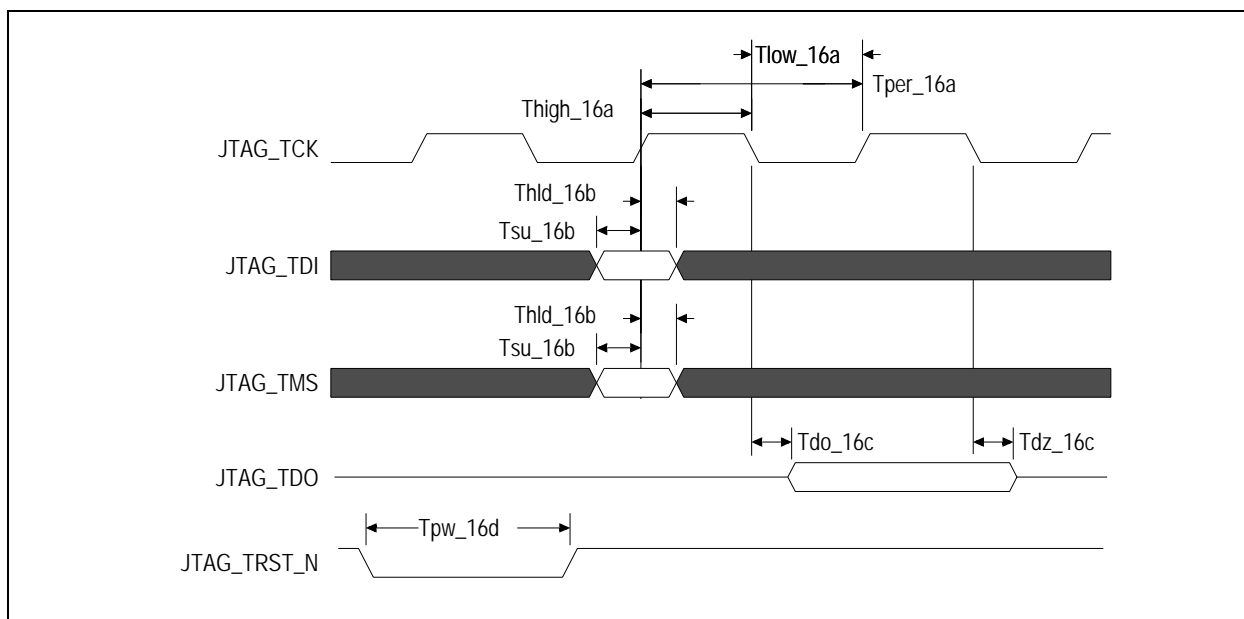 Tlow_16a
Tper_16a
Thigh_16a
JTAG_TCK
Thld_16b
Tsu_16b
JTAG_TDI
Thld_16b
Tsu_16b
JTAG_TMS
Tdo_16c
Tdz_16c
JTAG_TDO
Tpw_16d
JTAG_TRST_N